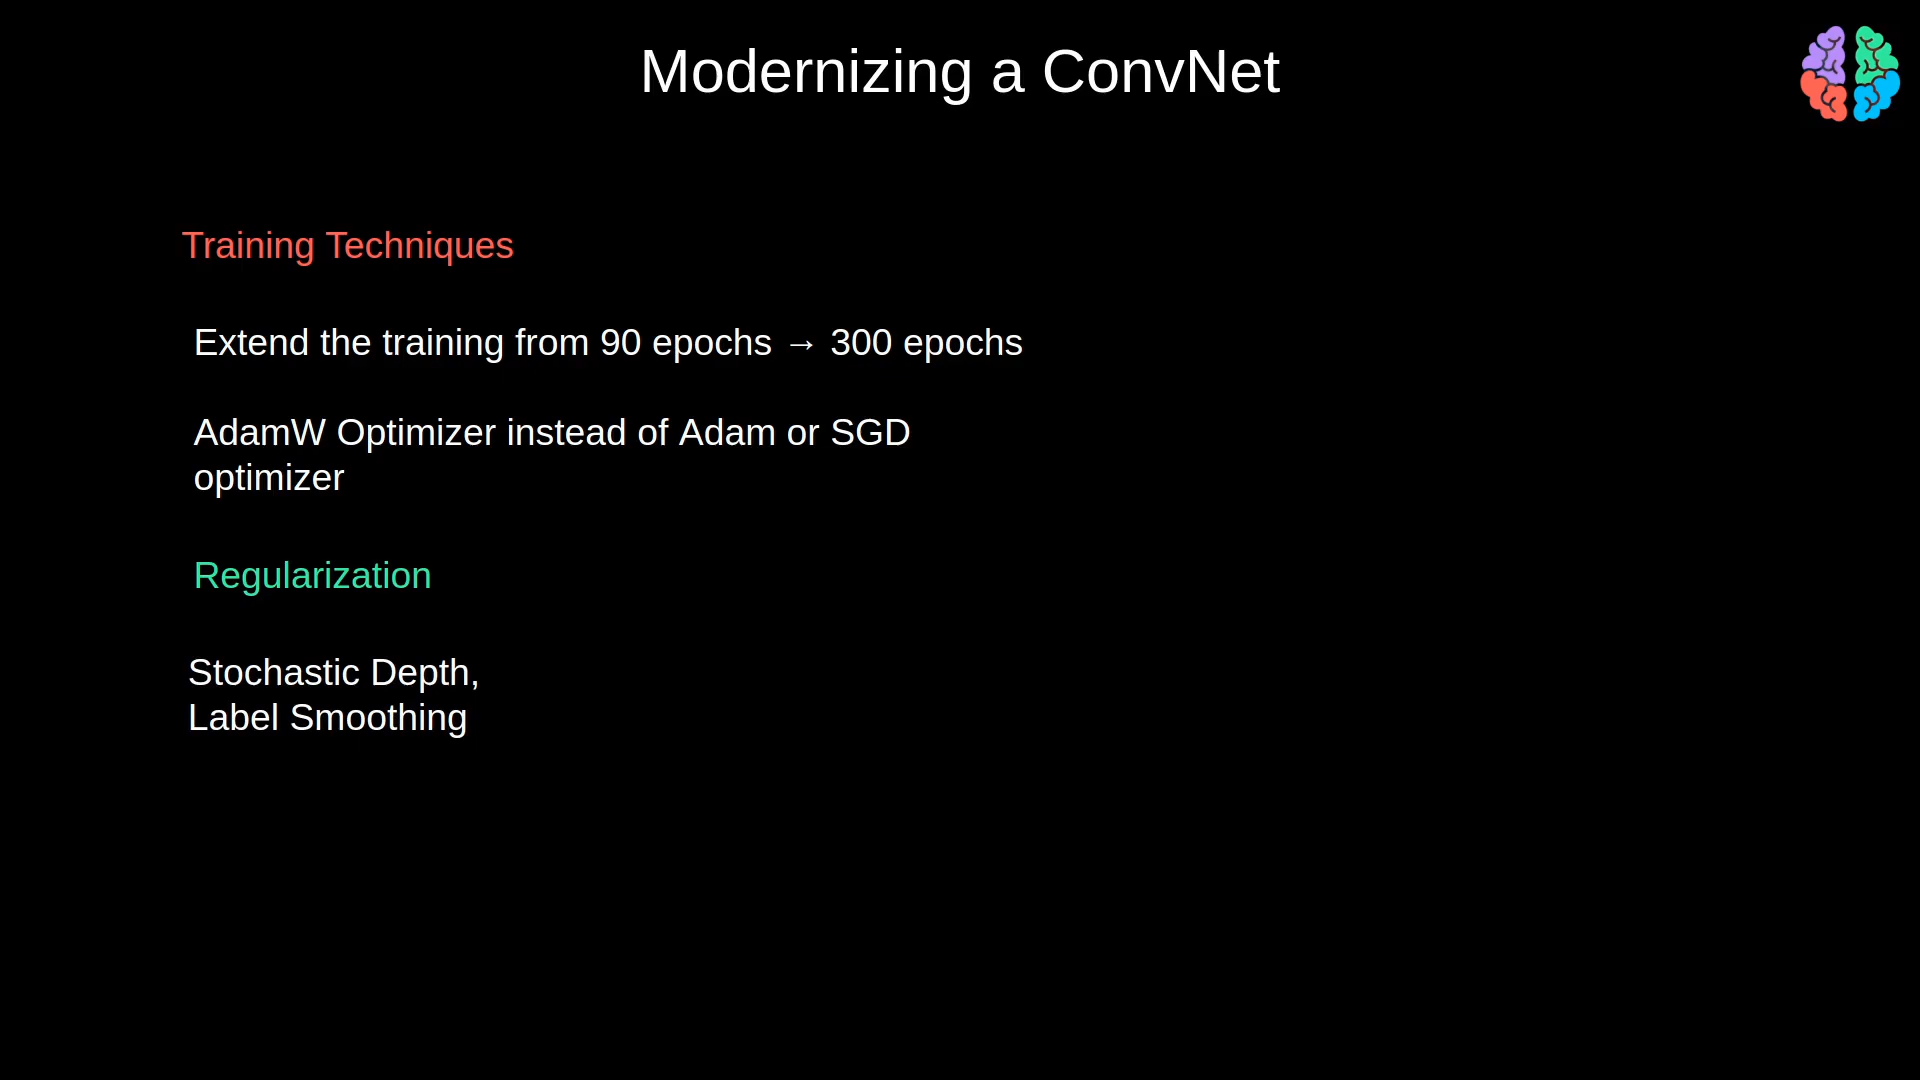 Modernizing a ConvNet
Training Techniques
Extend the training from 90 epochs → 300 epochs
AdamW Optimizer instead of Adam or SGD
optimizer
Regularization
Stochastic Depth,
Label Smoothing